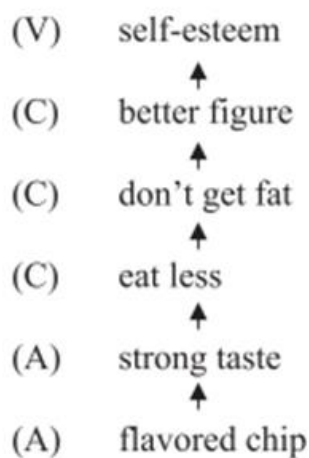 (V) self-esteem
(C) better figure
(C) don't get fat
(C) eat less
(A) strong taste
(A) flavored chip